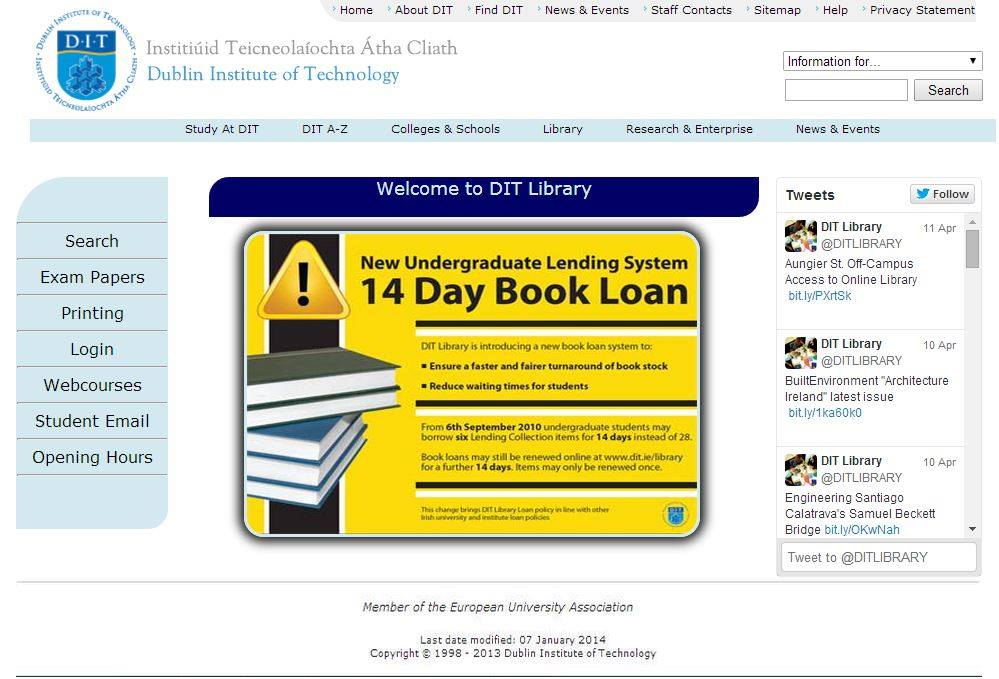 Home About DIT Find DIT News & Events Staff Contacts Sitemap Help Privacy Statement
DUBLIN INSTITUTE OF TECHNOLOGY
D·I·T
INSTITIÚID TEICNEOLAÍOCHTA ÁTHA CLIATH
Institiúid Teicneolaíochta Átha Cliath
Dublin Institute of Technology
Information for...
Search
Study At DIT DIT A-Z Colleges & Schools Library Research & Enterprise News & Events
Search
Exam Papers
Printing
Login
Webcourses
Student Email
Opening Hours
Welcome to DIT Library
!
New Undergraduate Lending System
14 Day Book Loan
DIT Library is introducing a new book loan system to:
■ Ensure a faster and fairer turnaround of book stock
■ Reduce waiting times for students
From 6th September 2010 undergraduate students may
borrow six Lending Collection items for 14 days instead of 28.
Book loans may still be renewed online at www.dit.ie/library
for a further 14 days. Items may only be renewed once.
This change brings DIT Library Loan policy in line with other
Irish university and institute loan policies
DIT
Tweets Follow
DIT Library 11 Apr
@DITLIBRARY
Aungier St. Off-Campus
Access to Online Library
bit.ly/PXrtSk
DIT Library 10 Apr
@DITLIBRARY
BuiltEnvironment "Architecture
Ireland" latest issue
bit.ly/1ka60k0
DIT Library 10 Apr
@DITLIBRARY
Engineering Santiago
Calatrava's Samuel Beckett
Bridge bit.ly/OKwNah
Tweet to @DITLIBRARY
Member of the European University Association
Last date modified: 07 January 2014
Copyright © 1998 - 2013 Dublin Institute of Technology